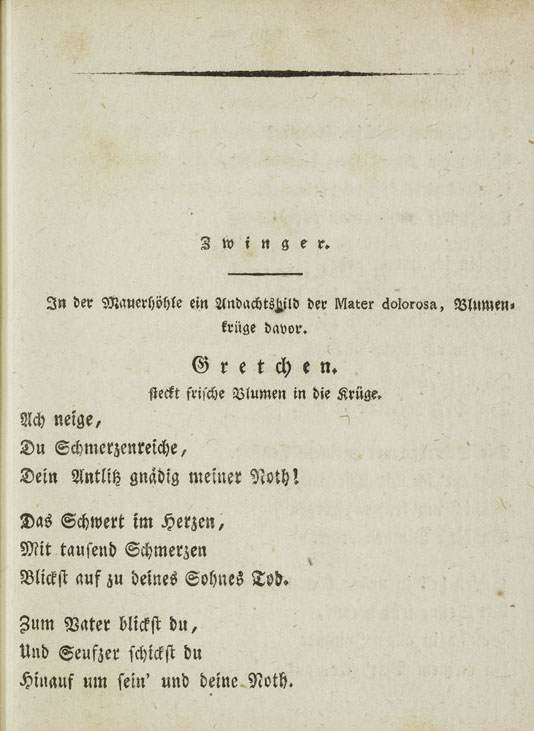 Zwinger.
In der Mauerhöhle ein Andachtsbild der Mater dolorosa, Blumen-
krüge davor.
Gretchen.
steckt frische Blumen in die Krüge.
Ach neige,
Du Schmerzenreiche,
Dein Antlitz gnädig meiner Noth!
Das Schwert im Herzen,
Mit tausend Schmerzen
Blickst auf zu deines Sohnes Tod.
Zum Vater blickst du,
Und Seufzer schickst du
Hinauf um sein' und deine Noth.